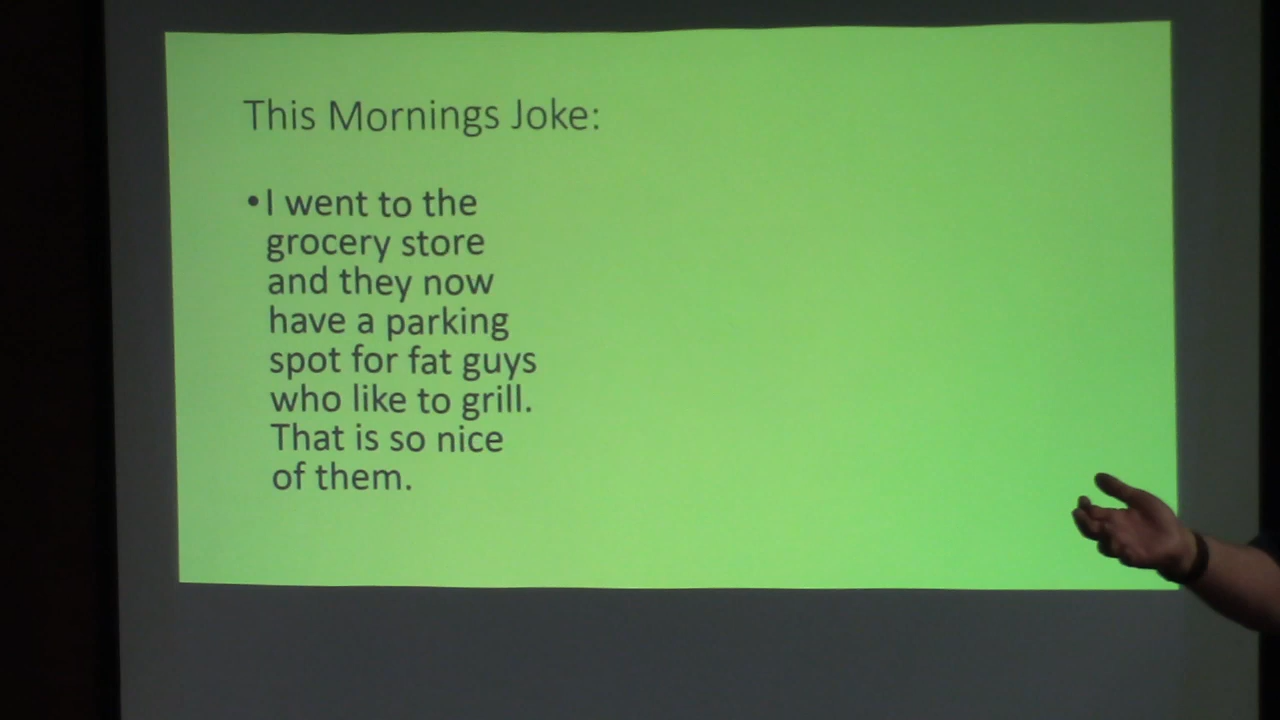 This Mornings Joke:
•I went to the
grocery store
and they now
have a parking
spot for fat guys
who like to grill.
That is so nice
of them.